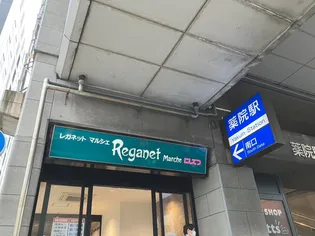 レガネット マルシェ
Reganet Marche
薬院駅
Yakuin Station
南口
薬院
SHOP